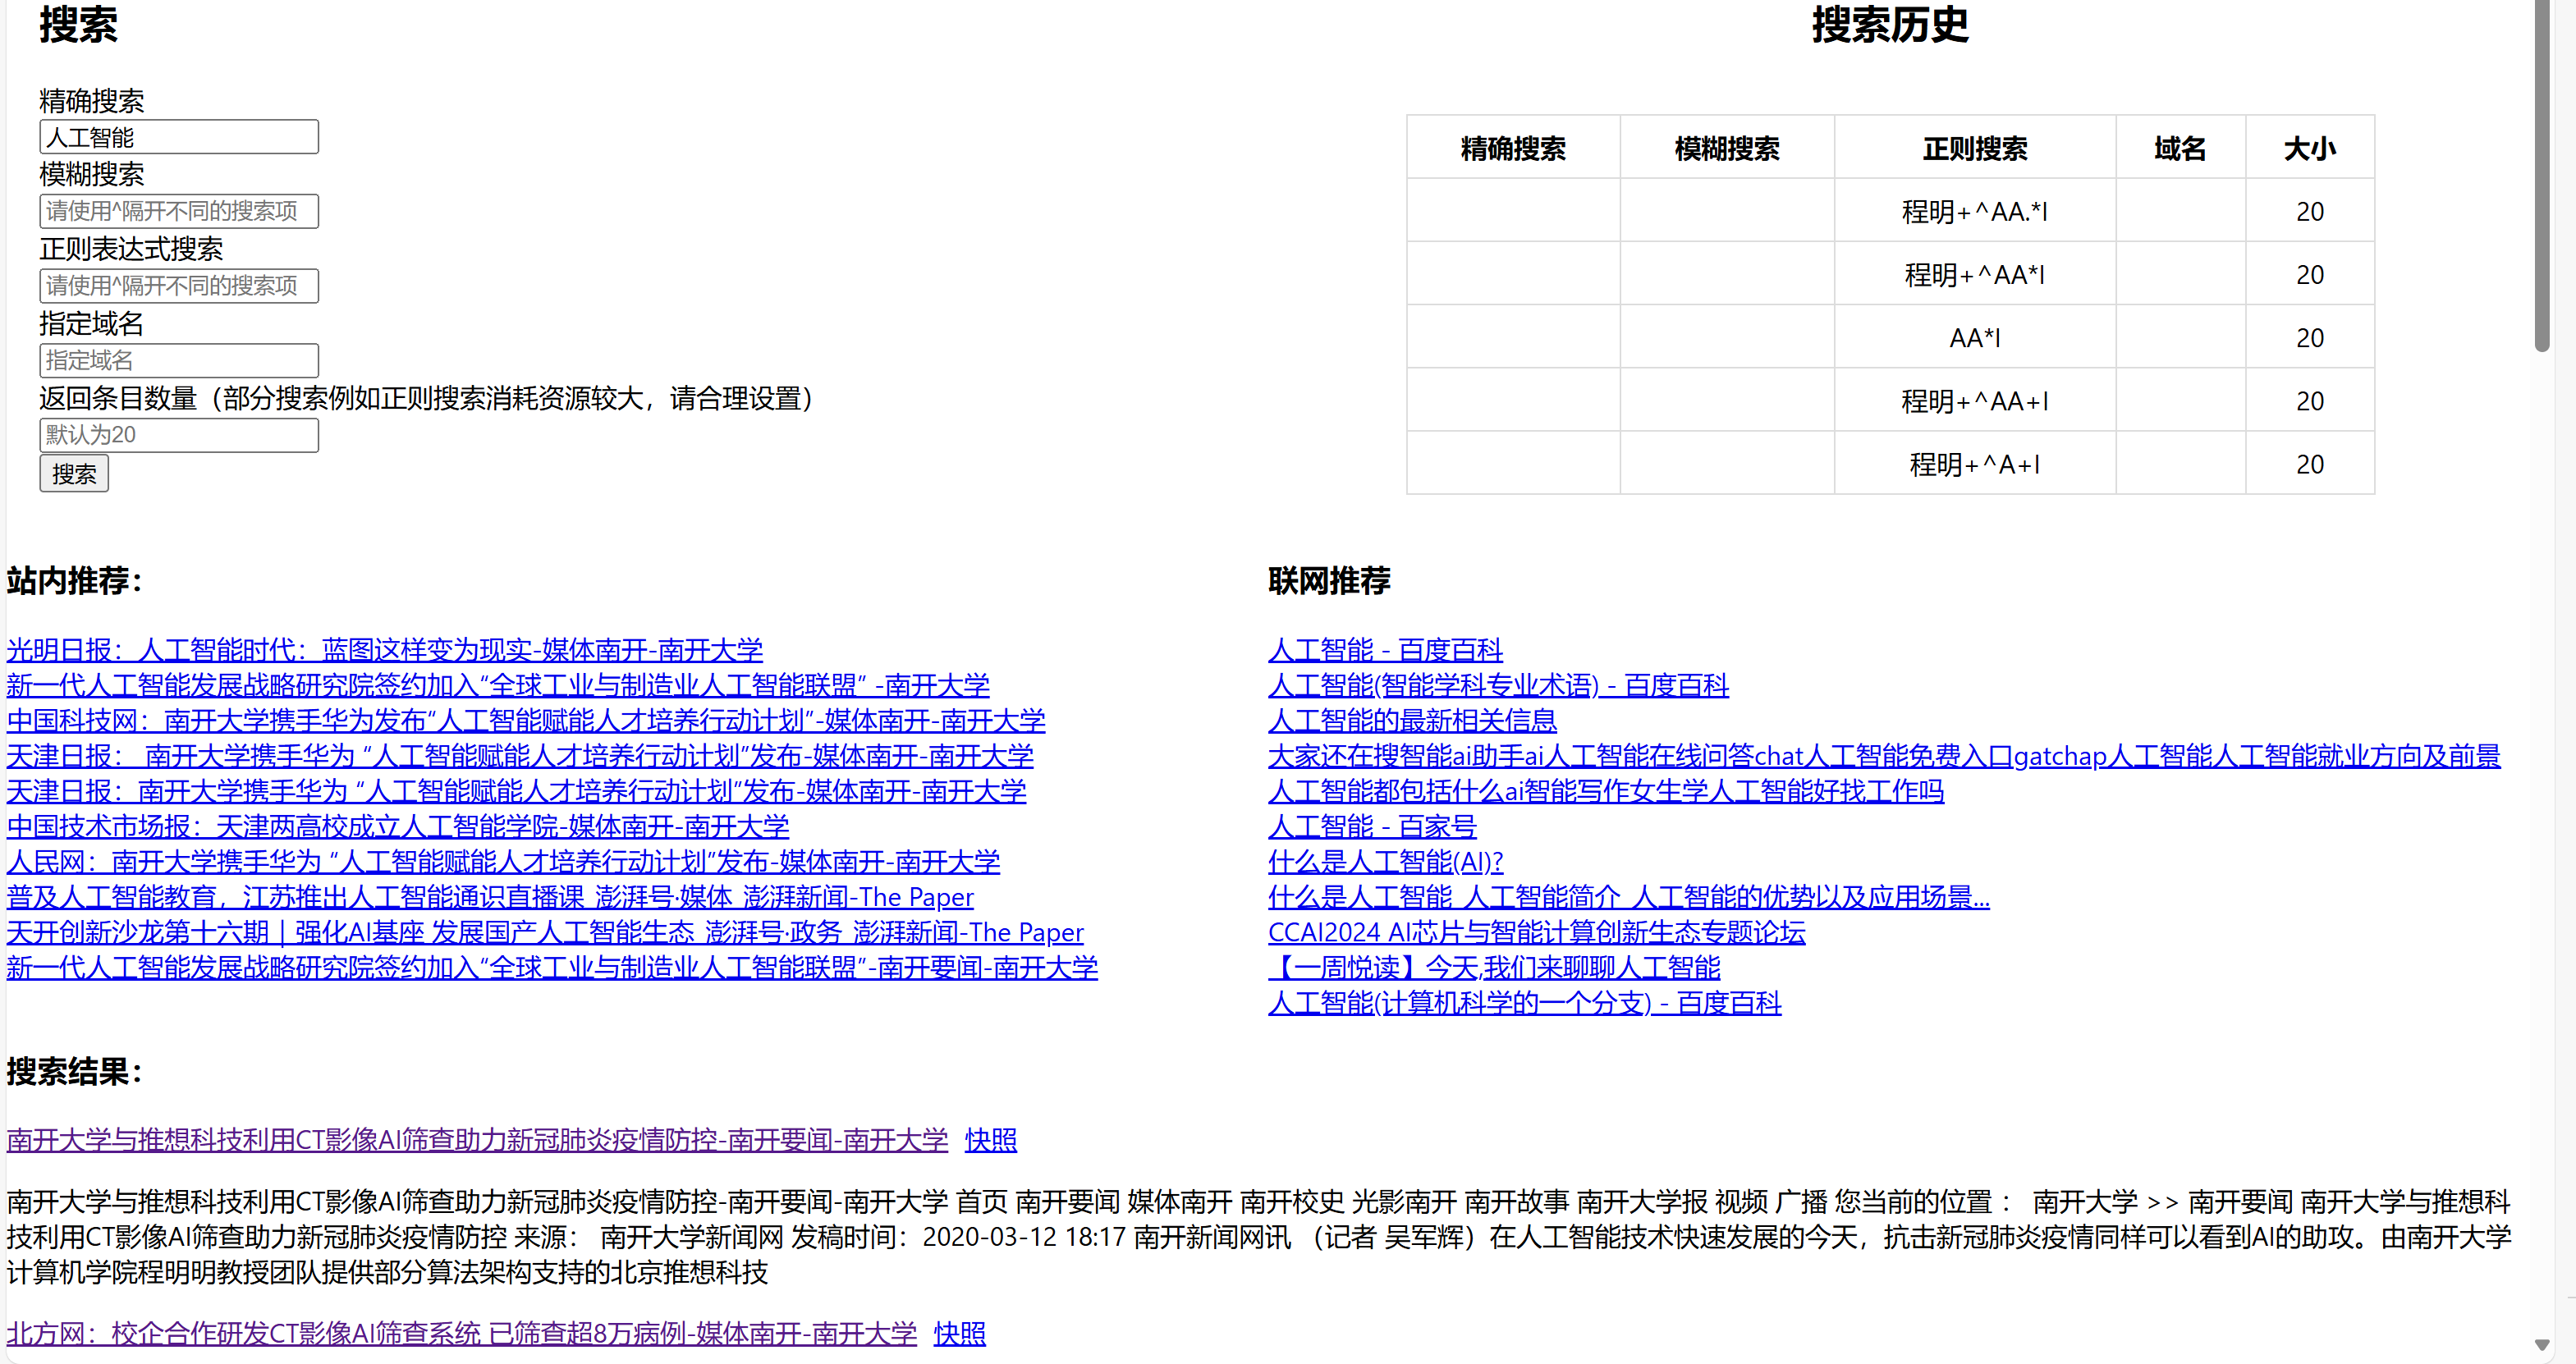 搜索
精确搜索
人工智能
模糊搜索
请使用^隔开不同的搜索项
正则表达式搜索
请使用^隔开不同的搜索项
指定域名
指定域名
返回条目数量（部分搜索例如正则搜索消耗资源较大，请合理设置）
默认为20
搜索
搜索历史
精确搜索 模糊搜索 正则搜索 域名 大小
程明+^AA.*I 20
程明+^AA*I 20
AA*I 20
程明+^AA+I 20
程明+^A+I 20
站内推荐：
光明日报：人工智能时代：蓝图这样变为现实-媒体南开-南开大学
新一代人工智能发展战略研究院签约加入“全球工业与制造业人工智能联盟” -南开大学
中国科技网：南开大学携手华为发布“人工智能赋能人才培养行动计划”-媒体南开-南开大学
天津日报： 南开大学携手华为 “人工智能赋能人才培养行动计划”发布-媒体南开-南开大学
天津日报：南开大学携手华为 “人工智能赋能人才培养行动计划”发布-媒体南开-南开大学
中国技术市场报：天津两高校成立人工智能学院-媒体南开-南开大学
人民网：南开大学携手华为 “人工智能赋能人才培养行动计划”发布-媒体南开-南开大学
普及人工智能教育，江苏推出人工智能通识直播课_澎湃号·媒体_澎湃新闻-The Paper
天开创新沙龙第十六期｜强化AI基座 发展国产人工智能生态_澎湃号·政务_澎湃新闻-The Paper
新一代人工智能发展战略研究院签约加入“全球工业与制造业人工智能联盟”-南开要闻-南开大学
联网推荐
人工智能 - 百度百科
人工智能(智能学科专业术语) - 百度百科
人工智能的最新相关信息
大家还在搜智能ai助手ai人工智能在线问答chat人工智能免费入口gatchap人工智能人工智能就业方向及前景
人工智能都包括什么ai智能写作女生学人工智能好找工作吗
人工智能 - 百家号
什么是人工智能(AI)?
什么是人工智能_人工智能简介_人工智能的优势以及应用场景...
CCAI2024 AI芯片与智能计算创新生态专题论坛
【一周悦读】今天,我们来聊聊人工智能
人工智能(计算机科学的一个分支) - 百度百科
搜索结果：
南开大学与推想科技利用CT影像AI筛查助力新冠肺炎疫情防控-南开要闻-南开大学 快照
南开大学与推想科技利用CT影像AI筛查助力新冠肺炎疫情防控-南开要闻-南开大学 首页 南开要闻 媒体南开 南开校史 光影南开 南开故事 南开大学报 视频 广播 您当前的位置 ： 南开大学 >> 南开要闻 南开大学与推想科
技利用CT影像AI筛查助力新冠肺炎疫情防控 来源： 南开大学新闻网 发稿时间：2020-03-12 18:17 南开新闻网讯 （记者 吴军辉）在人工智能技术快速发展的今天，抗击新冠肺炎疫情同样可以看到AI的助攻。由南开大学
计算机学院程明明教授团队提供部分算法架构支持的北京推想科技
北方网：校企合作研发CT影像AI筛查系统 已筛查超8万病例-媒体南开-南开大学 快照